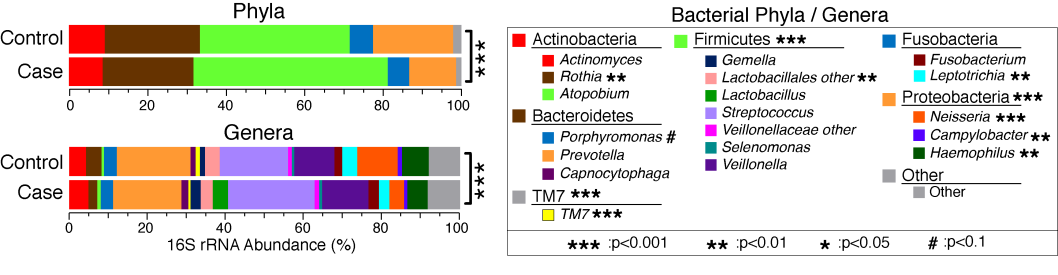 Phyla
Control
Case
***
0 20 40 60 80 100
Genera
Control
Case
***
0 20 40 60 80 100
16S rRNA Abundance (%)
Bacterial Phyla / Genera
Actinobacteria
Actinomyces
Rothia **
Atopobium
Bacteroidetes
Porphyromonas #
Prevotella
Capnocytophaga
TM7 ***
TM7 ***
Firmicutes ***
Gemella
Lactobacillales other **
Lactobacillus
Streptococcus
Veillonellaceae other
Selenomonas
Veillonella
Fusobacteria
Fusobacterium
Leptotrichia **
Proteobacteria ***
Neisseria ***
Campylobacter **
Haemophilus **
Other
Other
*** :p<0.001 ** :p<0.01 * :p<0.05 # :p<0.1